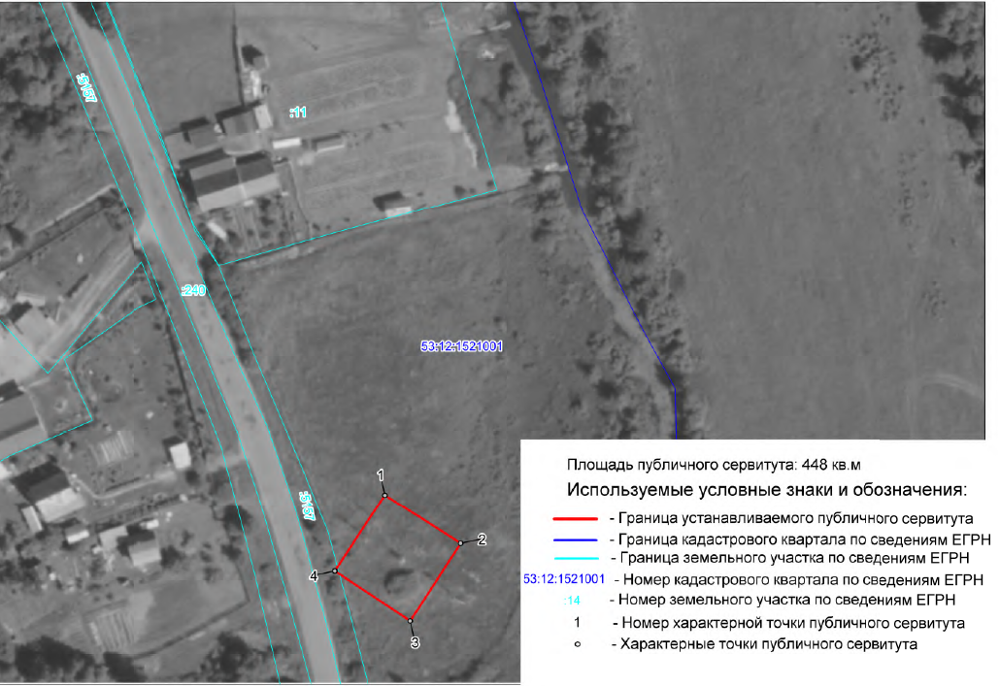 :5157
:11
:240
53:12:1521001
:5157
1
2
3
4
Площадь публичного сервитута: 448 кв.м
Используемые условные знаки и обозначения:
- Граница устанавливаемого публичного сервитута
- Граница кадастрового квартала по сведениям ЕГРН
- Граница земельного участка по сведениям ЕГРН
53:12:1521001 - Номер кадастрового квартала по сведениям ЕГРН
:14 - Номер земельного участка по сведениям ЕГРН
1 - Номер характерной точки публичного сервитута
- Характерные точки публичного сервитута